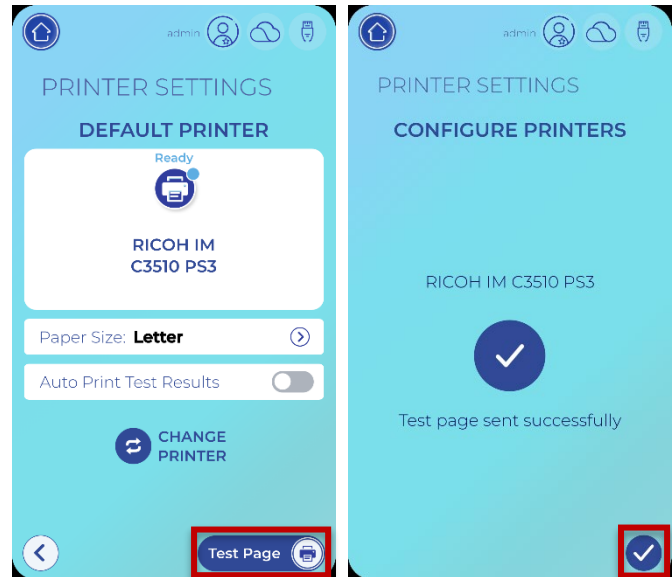 admin
PRINTER SETTINGS
DEFAULT PRINTER
Ready
RICOH IM
C3510 PS3
Paper Size: Letter
Auto Print Test Results
CHANGE
PRINTER
Test Page
admin
PRINTER SETTINGS
CONFIGURE PRINTERS
RICOH IM C3510 PS3
Test page sent successfully